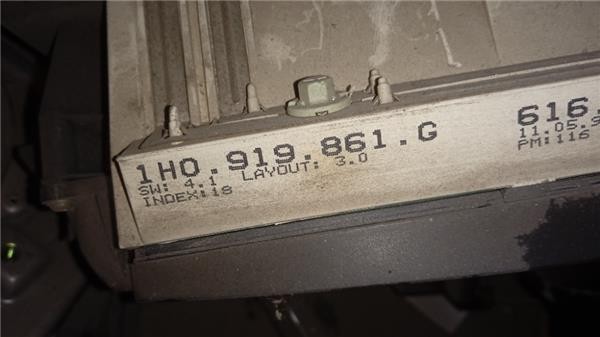 1H0.919.861.G
SW: 4.1 LAYOUT: 3.0
INDEX:18
616.
11.05.9
PM:116